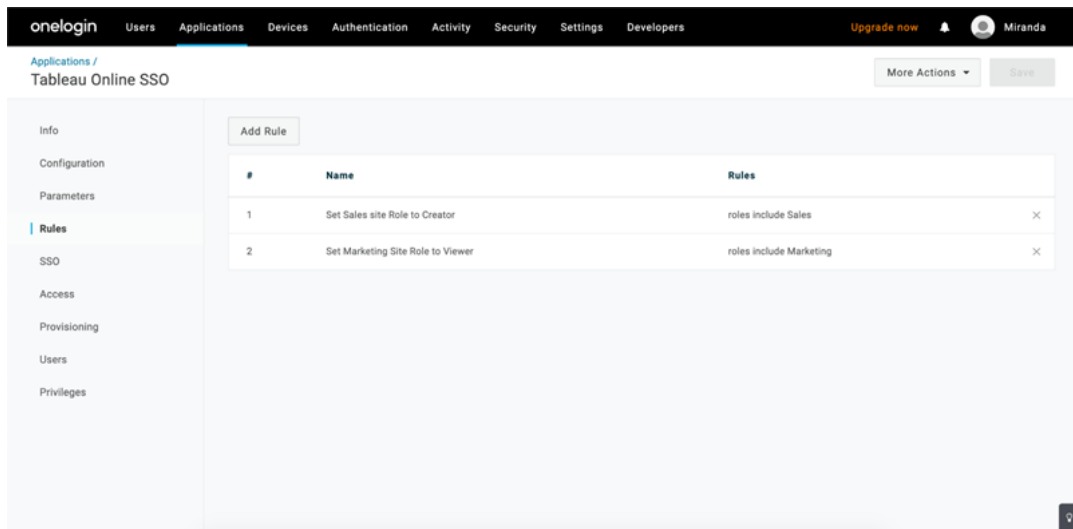 onelogin Users Applications Devices Authentication Activity Security Settings Developers Upgrade now Miranda
Applications /
Tableau Online SSO
More Actions Save
Info
Configuration
Parameters
Rules
SSO
Access
Provisioning
Users
Privileges
Add Rule
# Name Rules
1 Set Sales site Role to Creator roles include Sales
2 Set Marketing Site Role to Viewer roles include Marketing